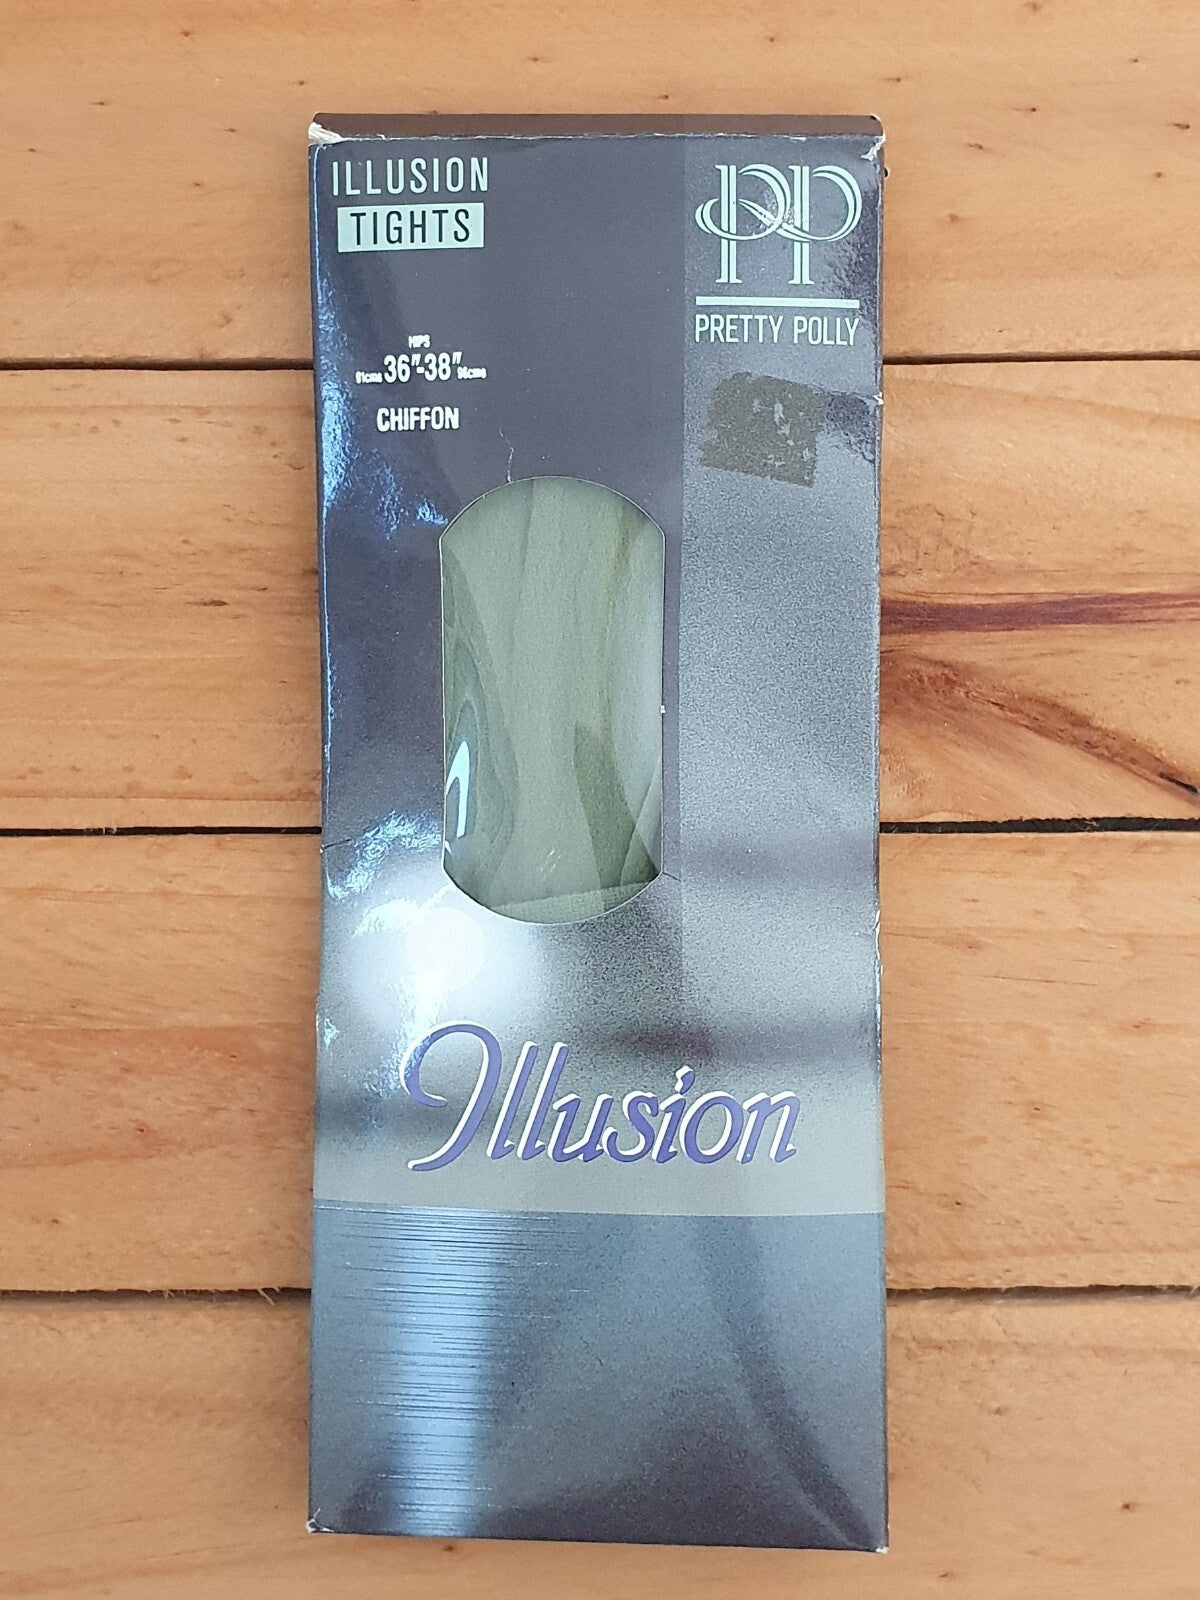 ILLUSION
TIGHTS
PP
PRETTY POLLY
HIPS
91cms 36"-38" 96cms
CHIFFON
Illusion